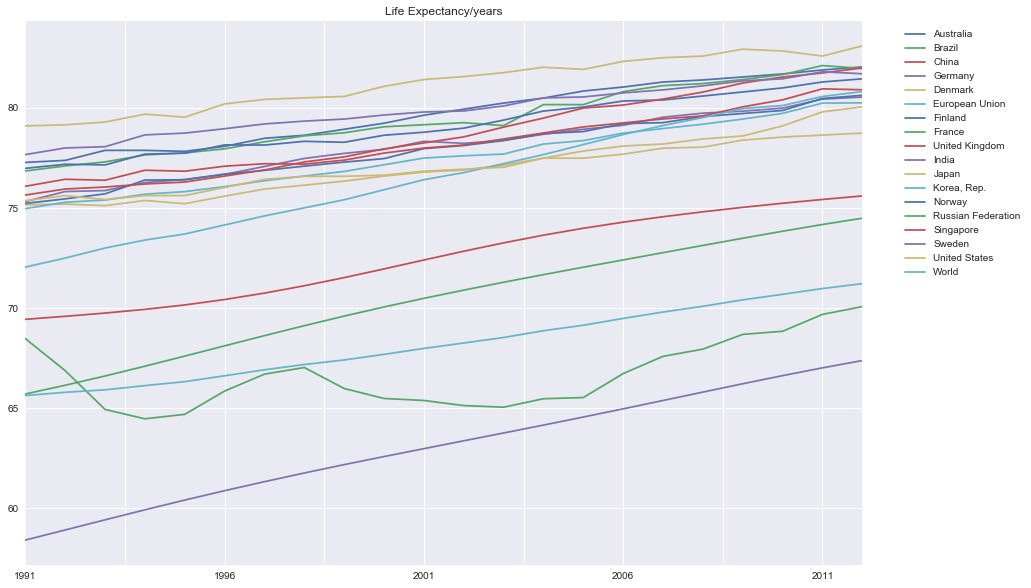 Life Expectancy/years
80
75
70
65
60
1991
1996
2001
2006
2011
Australia
Brazil
China
Germany
Denmark
European Union
Finland
France
United Kingdom
India
Japan
Korea, Rep.
Norway
Russian Federation
Singapore
Sweden
United States
World